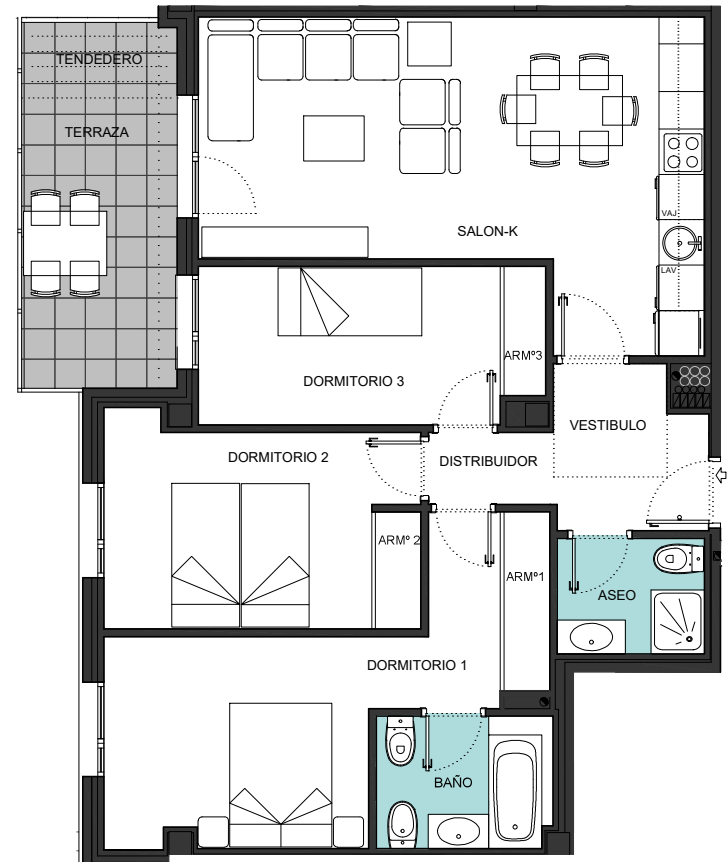 TENDEDERO
TERRAZA
VAJ
SALON-K
LAV
ARMº3
DORMITORIO 3
VESTIBULO
DORMITORIO 2
DISTRIBUIDOR
ARMº 2
ARMº1
ASEO
DORMITORIO 1
BAÑO